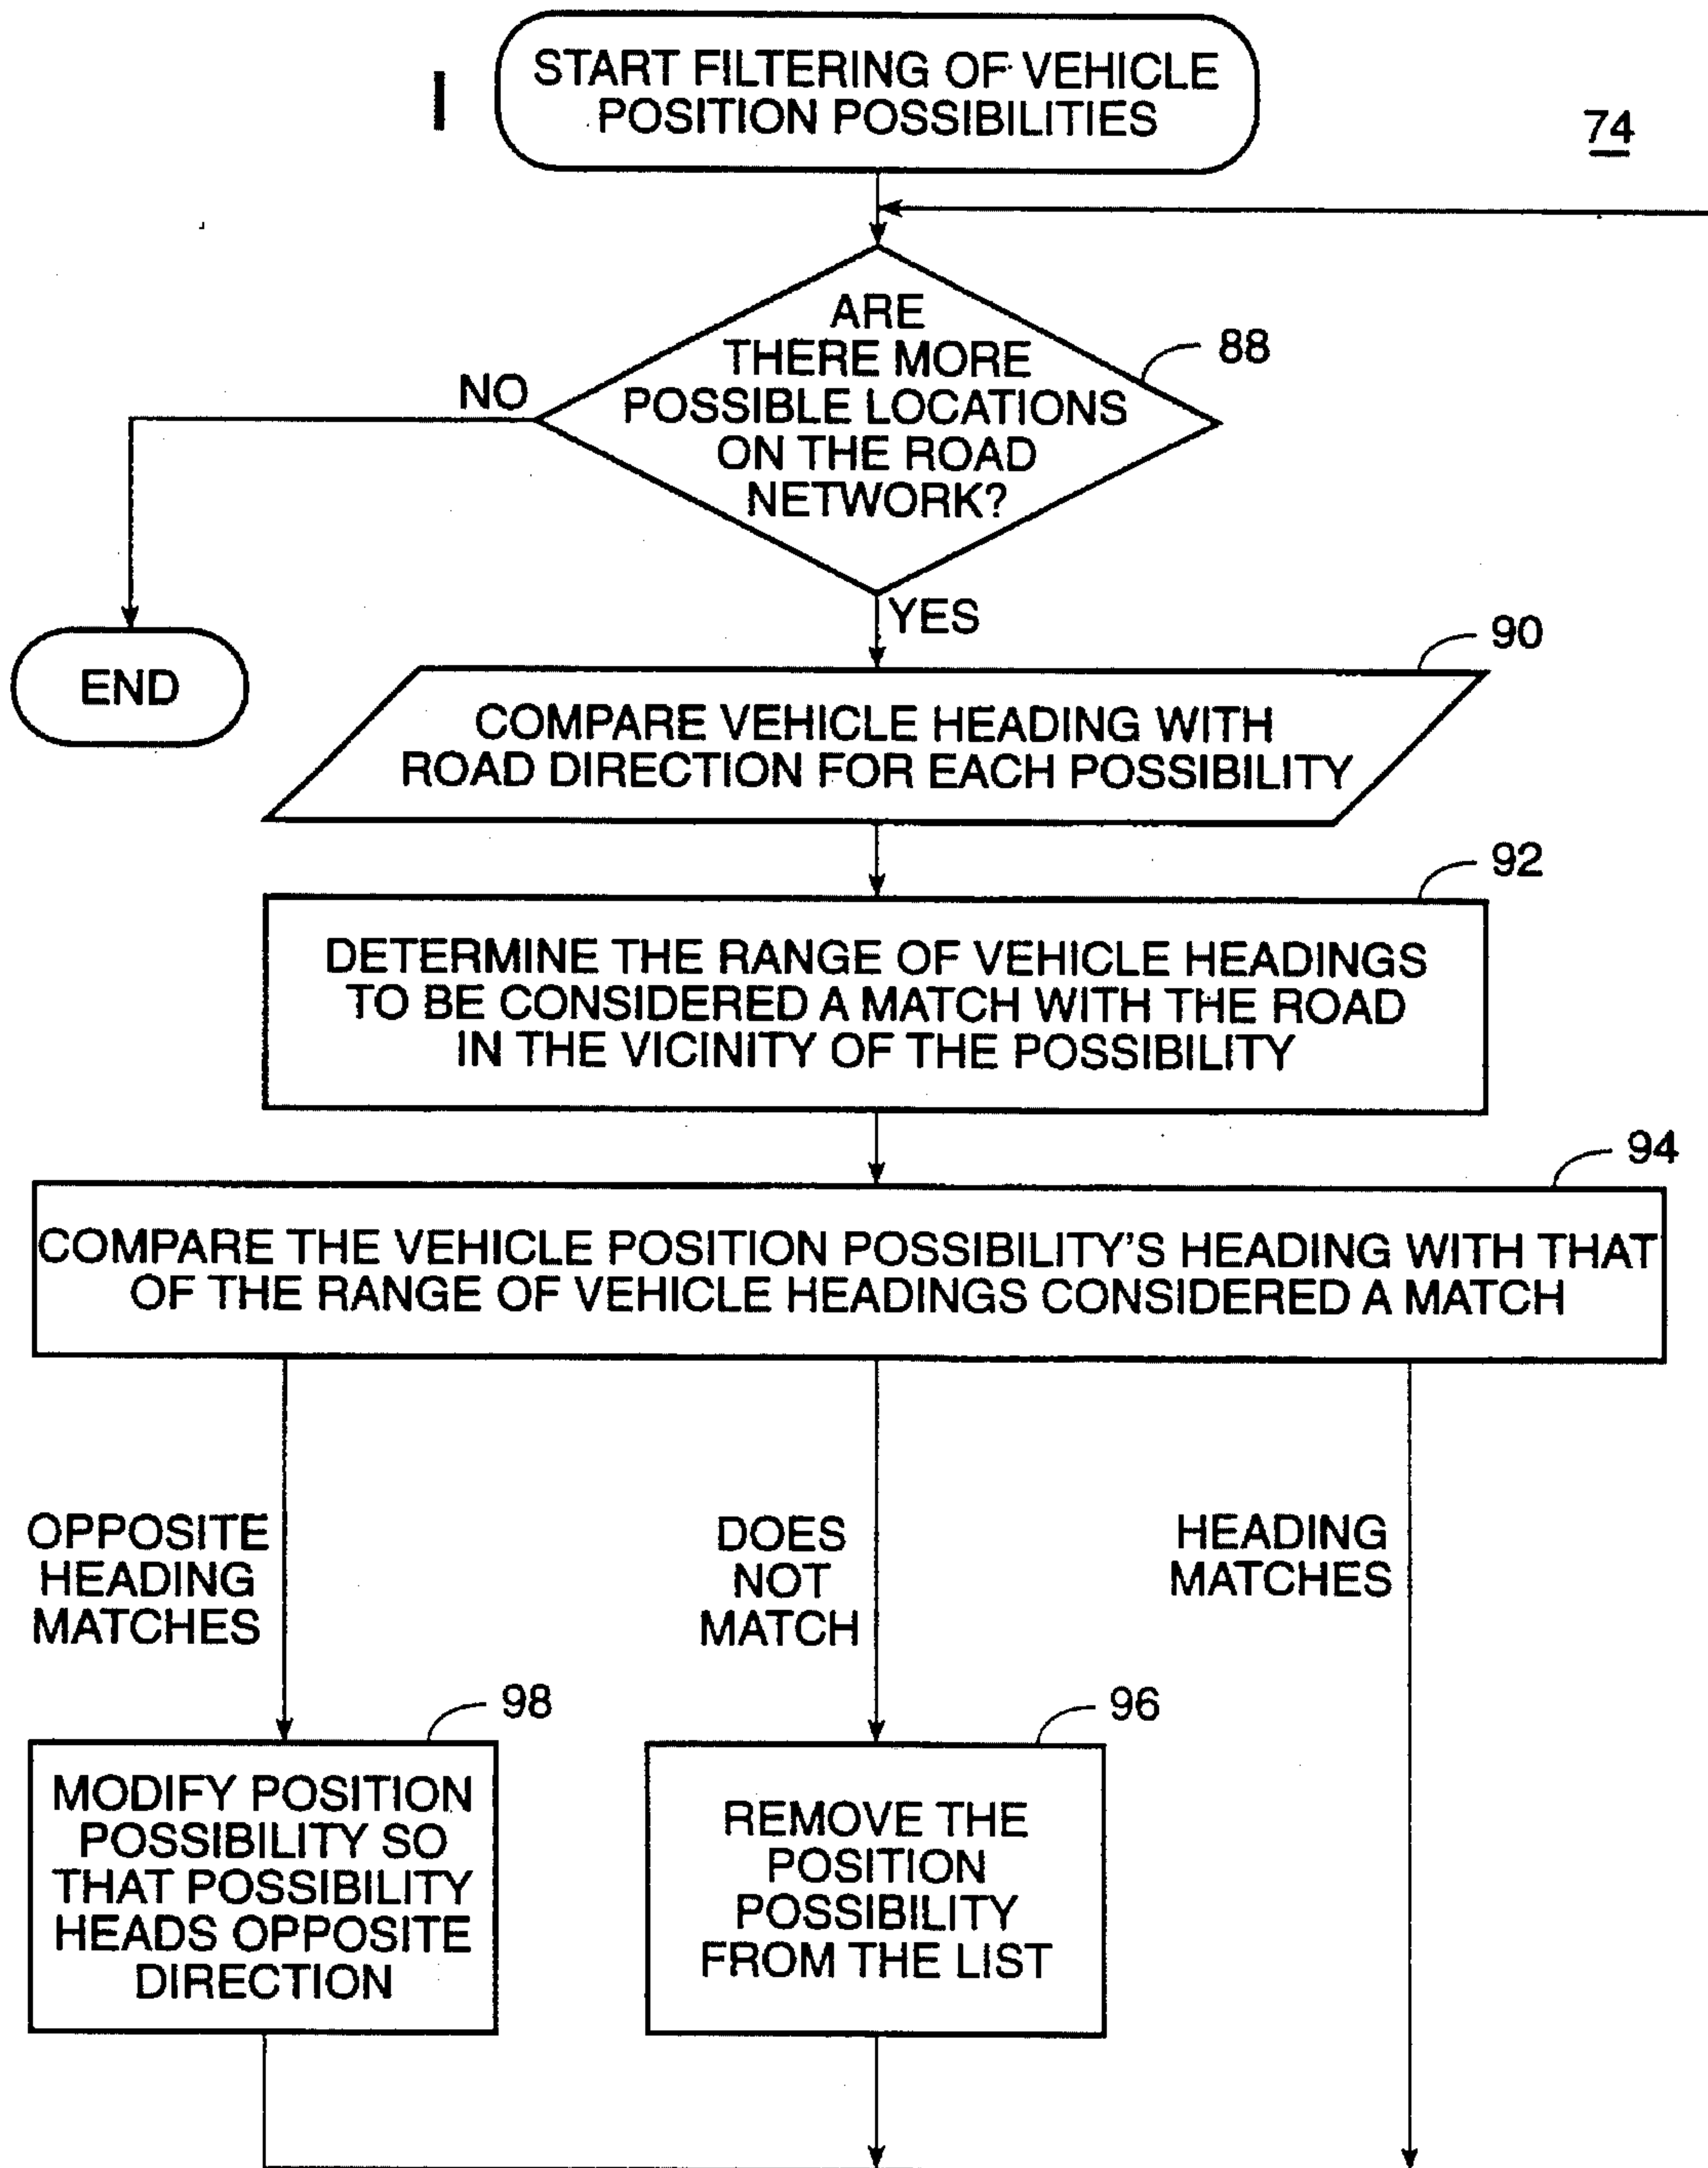 START FILTERING OF VEHICLE
POSITION POSSIBILITIES
74
ARE
THERE MORE
POSSIBLE LOCATIONS
ON THE ROAD
NETWORK?
88
NO
YES
END
90
COMPARE VEHICLE HEADING WITH
ROAD DIRECTION FOR EACH POSSIBILITY
92
DETERMINE THE RANGE OF VEHICLE HEADINGS
TO BE CONSIDERED A MATCH WITH THE ROAD
IN THE VICINITY OF THE POSSIBILITY
94
COMPARE THE VEHICLE POSITION POSSIBILITY'S HEADING WITH THAT
OF THE RANGE OF VEHICLE HEADINGS CONSIDERED A MATCH
OPPOSITE
HEADING
MATCHES
DOES
NOT
MATCH
HEADING
MATCHES
98
MODIFY POSITION
POSSIBILITY SO
THAT POSSIBILITY
HEADS OPPOSITE
DIRECTION
96
REMOVE THE
POSITION
POSSIBILITY
FROM THE LIST